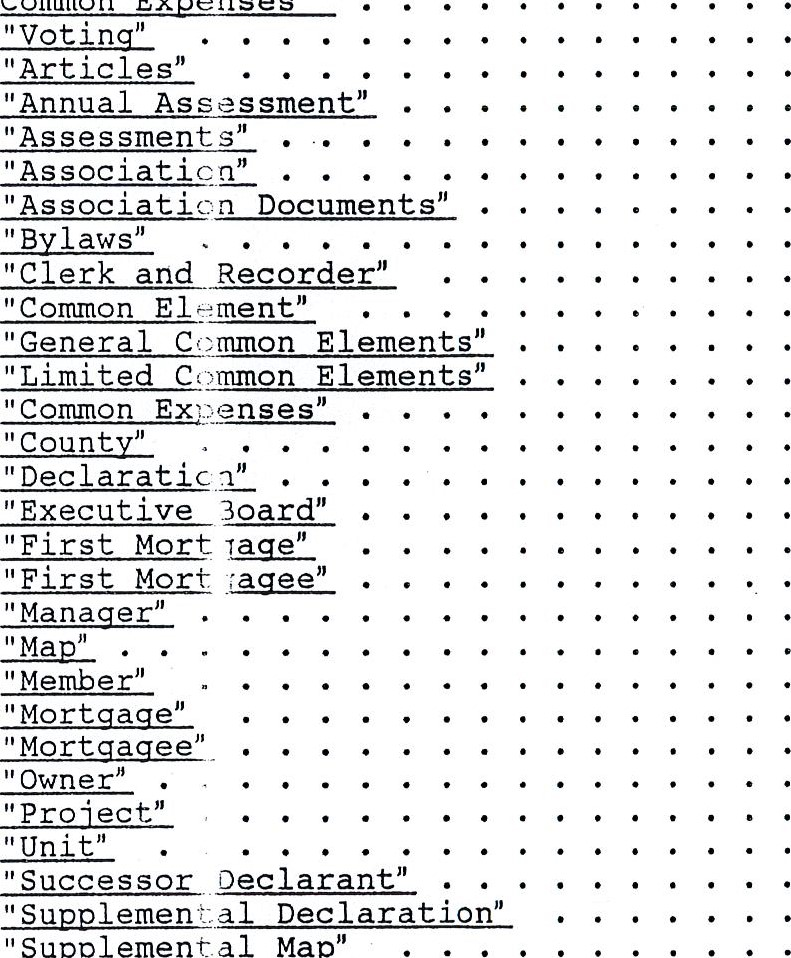 Common Expenses" . . . . . . . . . . . .
"Voting" . . . . . . . . . . . . . . . .
"Articles" . . . . . . . . . . . . . . .
"Annual Assessment" . . . . . . . . . . .
"Assessments" . . . . . . . . . . . . . .
"Association" . . . . . . . . . . . . . .
"Association Documents" . . . . . . . . .
"Bylaws" . . . . . . . . . . . . . . . .
"Clerk and Recorder" . . . . . . . . . .
"Common Element" . . . . . . . . . . . .
"General Common Elements" . . . . . . . .
"Limited Common Elements" . . . . . . . .
"Common Expenses" . . . . . . . . . . . .
"County" . . . . . . . . . . . . . . . .
"Declaration" . . . . . . . . . . . . . .
"Executive Board" . . . . . . . . . . . .
"First Mortgage" . . . . . . . . . . . .
"First Mortgagee" . . . . . . . . . . . .
"Manager" . . . . . . . . . . . . . . . .
"Map" . . . . . . . . . . . . . . . . . .
"Member" . . . . . . . . . . . . . . . .
"Mortgage" . . . . . . . . . . . . . . .
"Mortgagee" . . . . . . . . . . . . . . .
"Owner" . . . . . . . . . . . . . . . . .
"Project" . . . . . . . . . . . . . . . .
"Unit" . . . . . . . . . . . . . . . . .
"Successor Declarant" . . . . . . . . . .
"Supplemental Declaration" . . . . . . .
"Supplemental Map" . . . . . . . . . . .